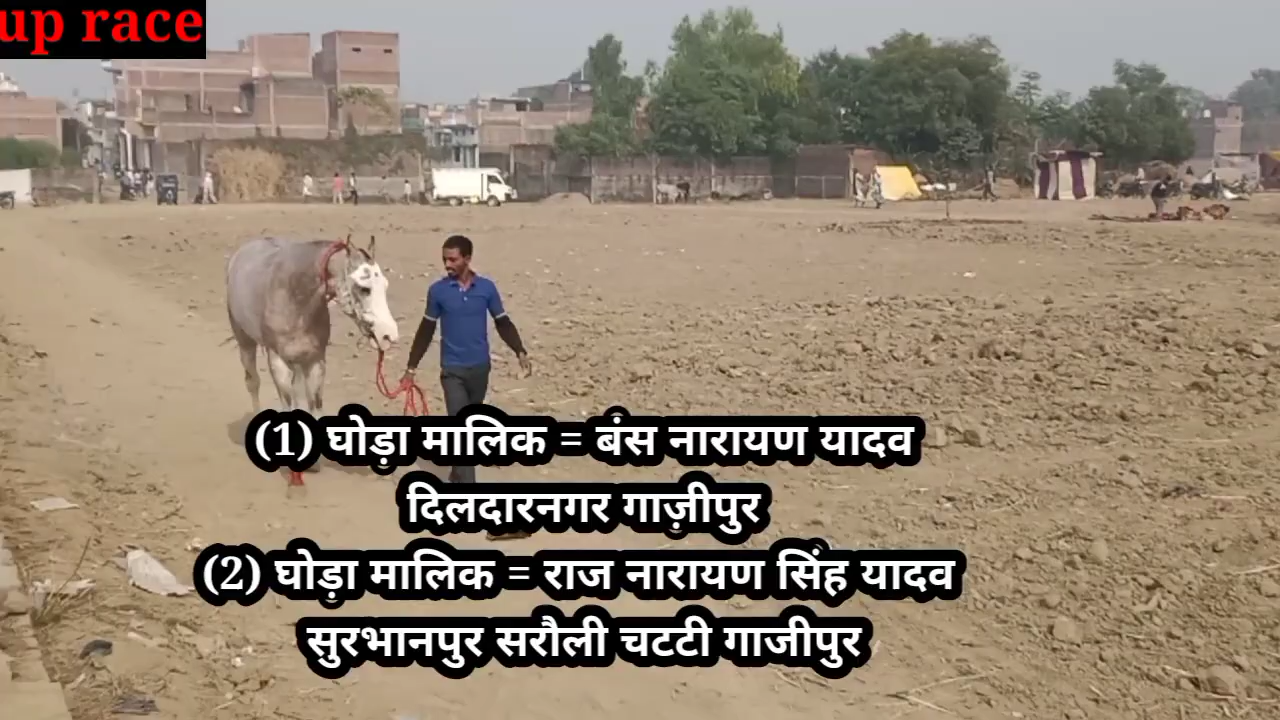 up race
(1) घोड़ा मालिक = बंस नारायण यादव
दिलदारनगर गाज़ीपुर
(2) घोड़ा मालिक = राज नारायण सिंह यादव
सुरभानपुर सरौली चटटी गाजीपुर